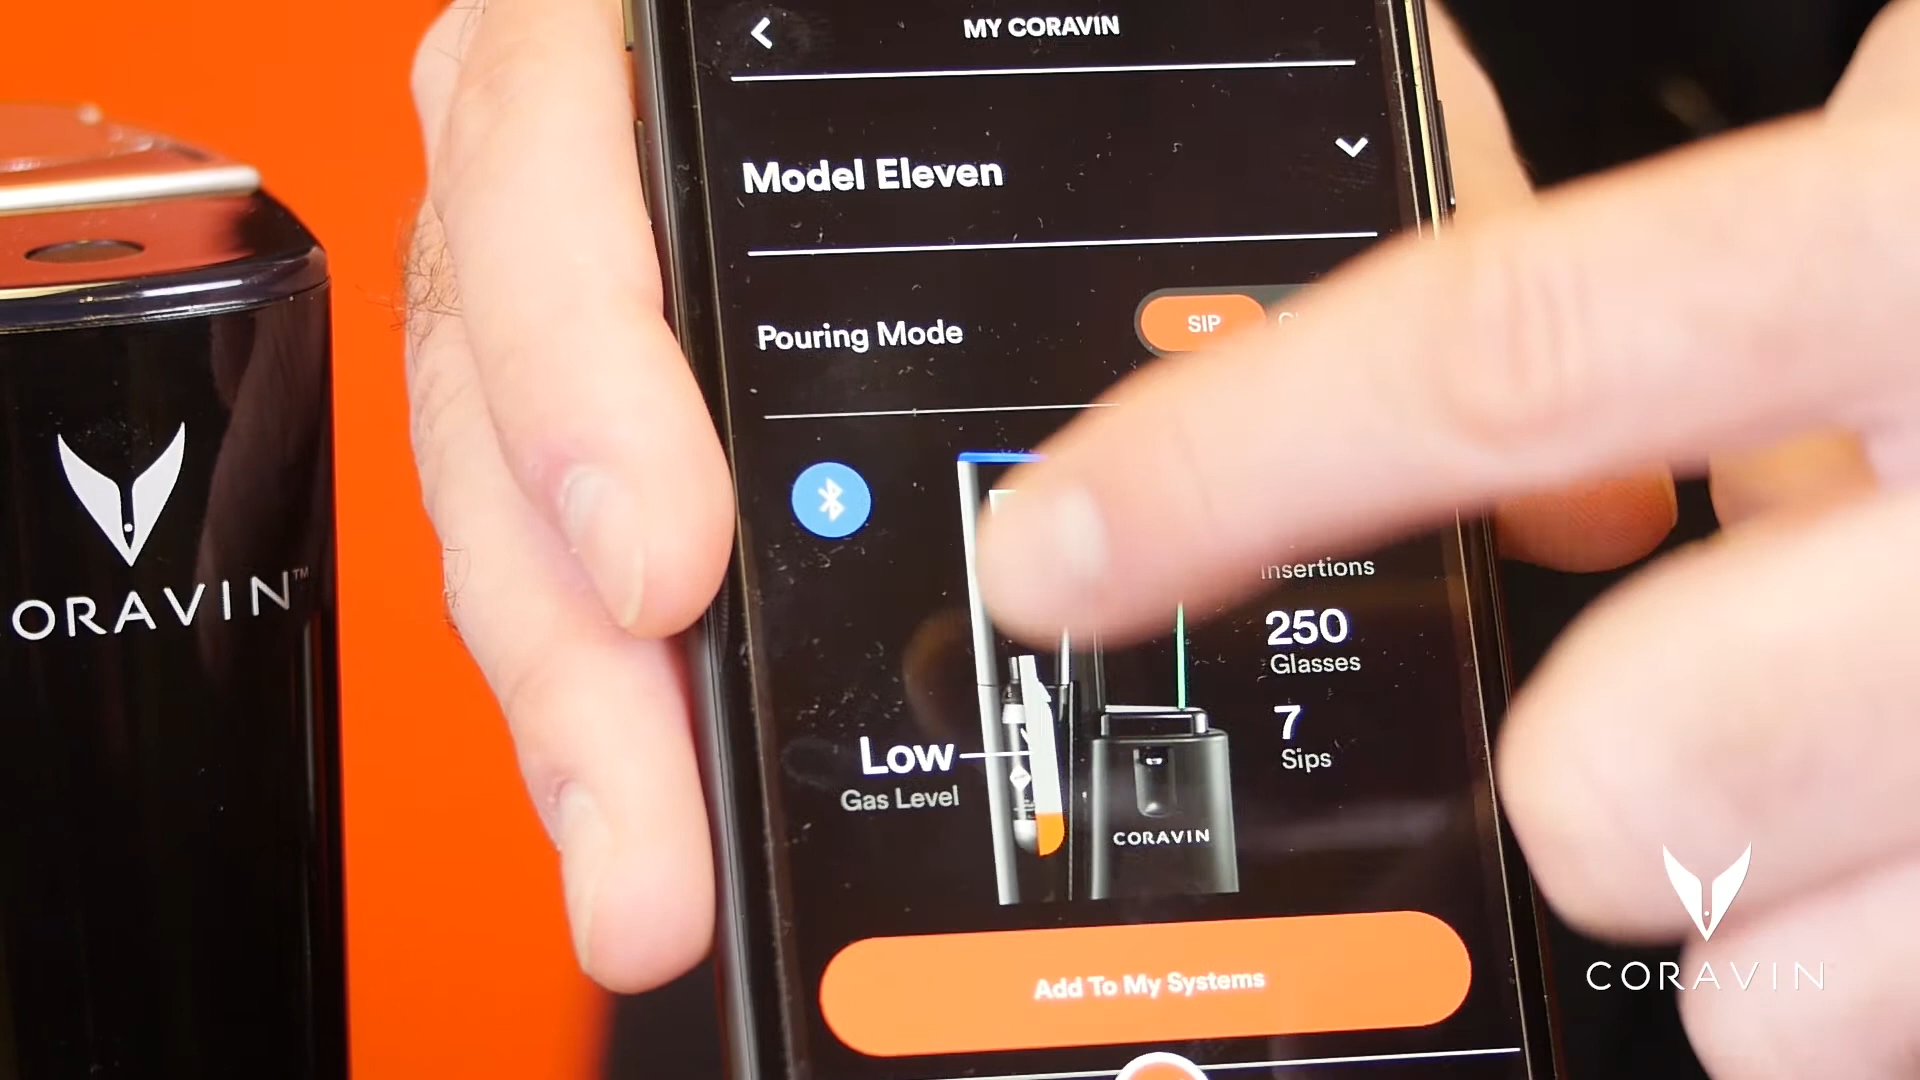 MY CORAVIN
Model Eleven
Pouring Mode
SIP
Insertions
250
Glasses
7
Sips
Low
Gas Level
CORAVIN
Add To My Systems
ORAVIN™
CORAVIN